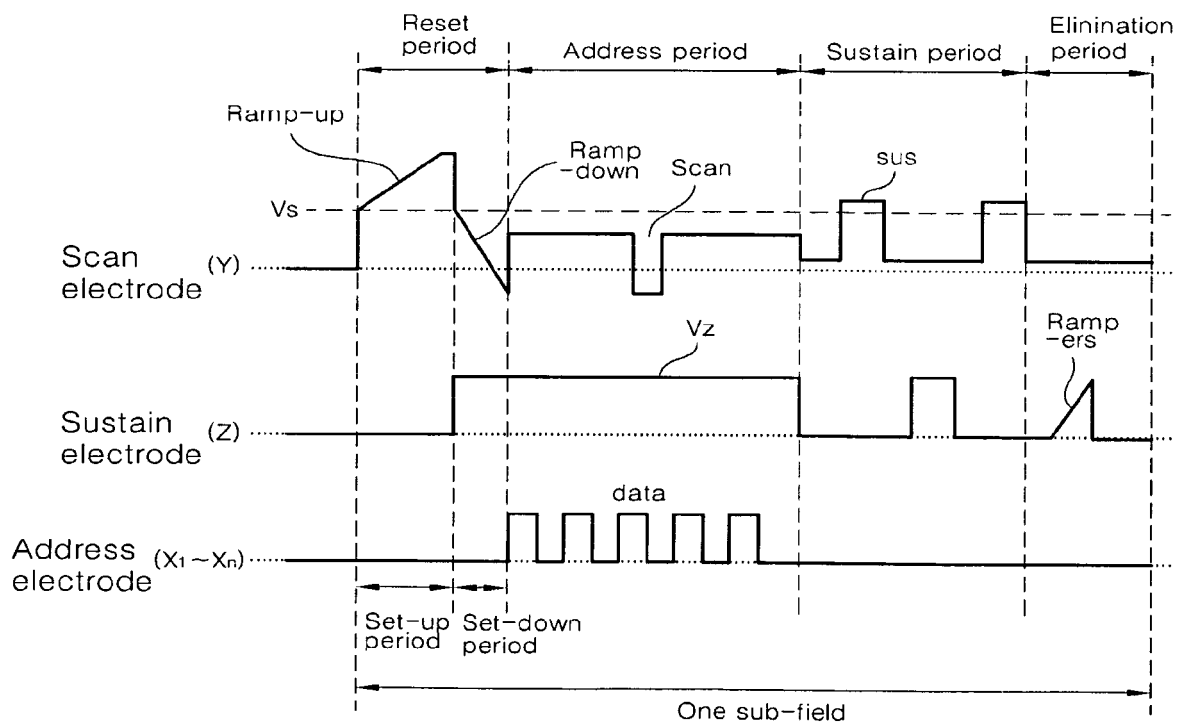 Reset
period
Address period
Sustain period
Elinination
period
Ramp-up
Ramp
-down
Scan
sus
Vs
Scan
electrode
(Y)
Vz
Ramp
-ers
Sustain
electrode
(Z)
data
Address
electrode
(X1~Xn)
Set-up
period
Set-down
period
One sub-field